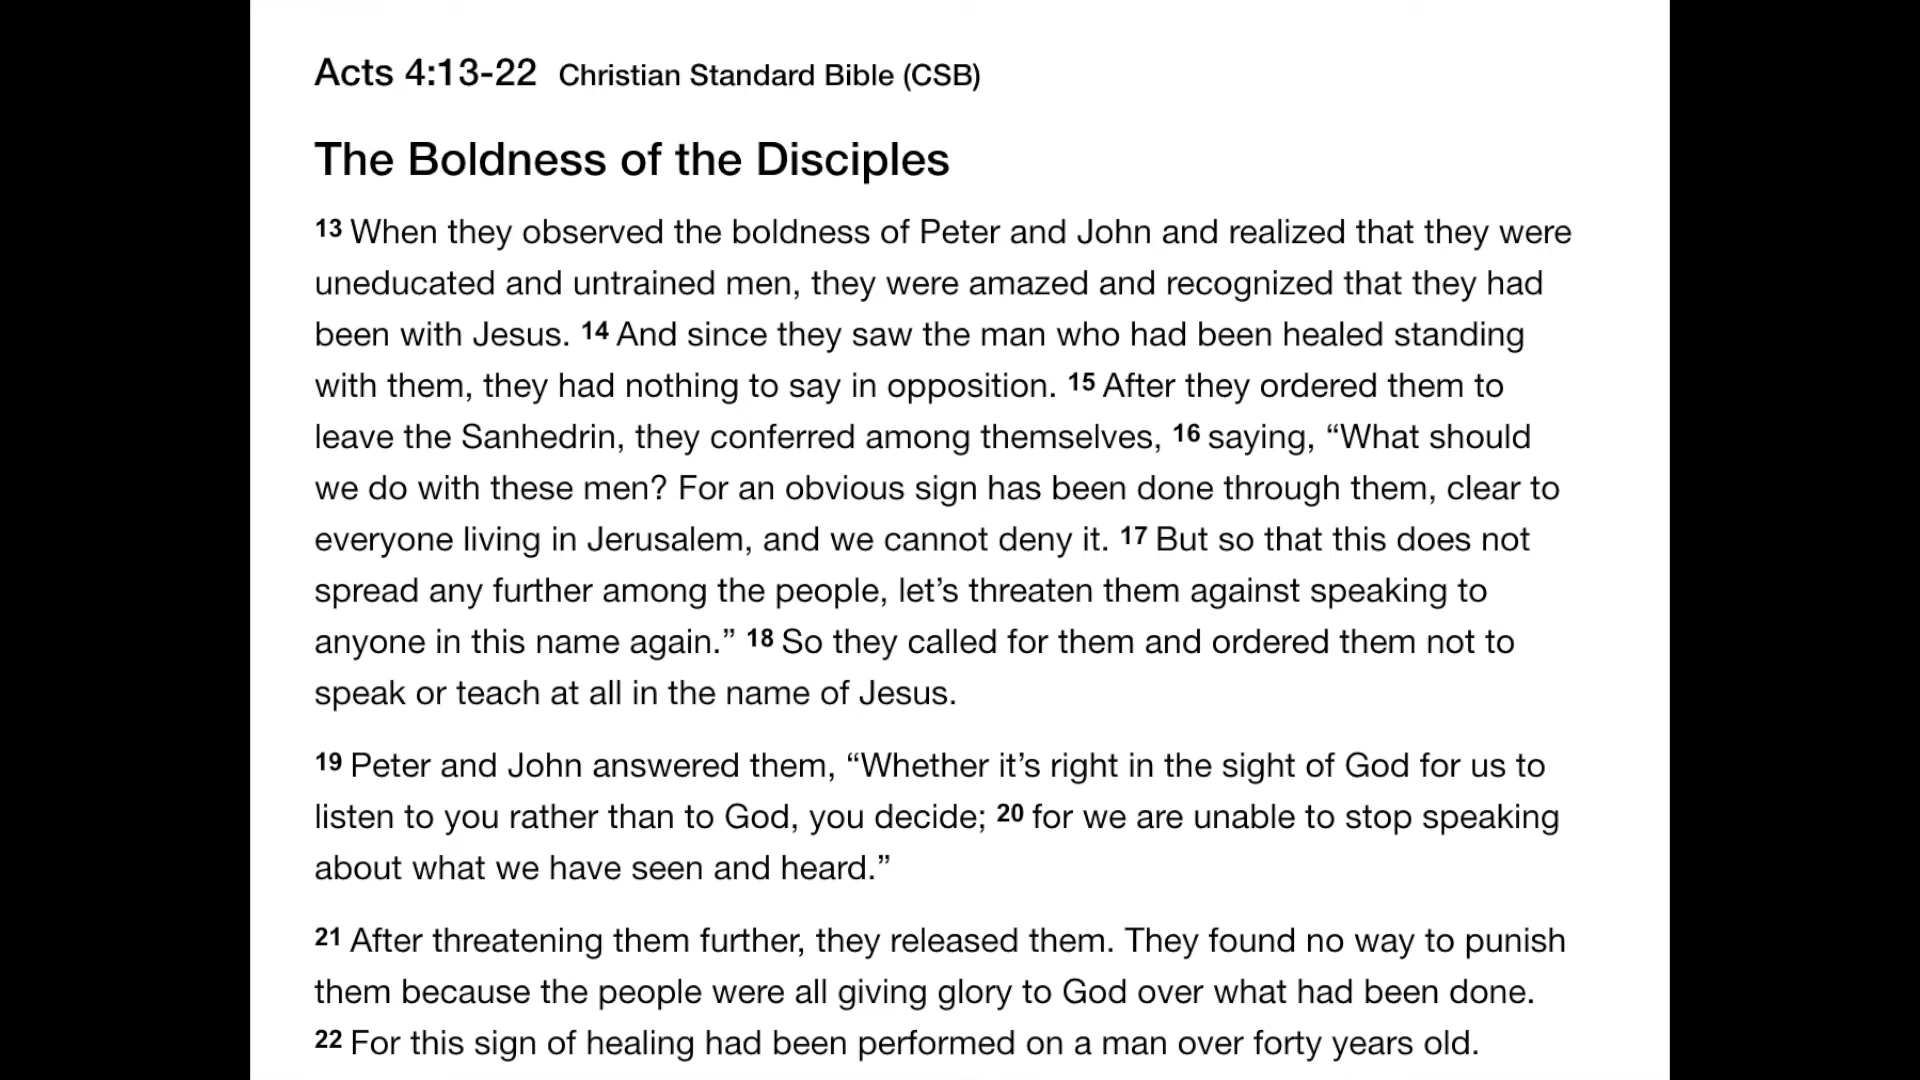 Acts 4:13-22 Christian Standard Bible (CSB)
The Boldness of the Disciples
13 When they observed the boldness of Peter and John and realized that they were
uneducated and untrained men, they were amazed and recognized that they had
been with Jesus. 14 And since they saw the man who had been healed standing
with them, they had nothing to say in opposition. 15 After they ordered them to
leave the Sanhedrin, they conferred among themselves, 16 saying, “What should
we do with these men? For an obvious sign has been done through them, clear to
everyone living in Jerusalem, and we cannot deny it. 17 But so that this does not
spread any further among the people, let’s threaten them against speaking to
anyone in this name again.” 18 So they called for them and ordered them not to
speak or teach at all in the name of Jesus.
19 Peter and John answered them, “Whether it’s right in the sight of God for us to
listen to you rather than to God, you decide; 20 for we are unable to stop speaking
about what we have seen and heard.”
21 After threatening them further, they released them. They found no way to punish
them because the people were all giving glory to God over what had been done.
22 For this sign of healing had been performed on a man over forty years old.